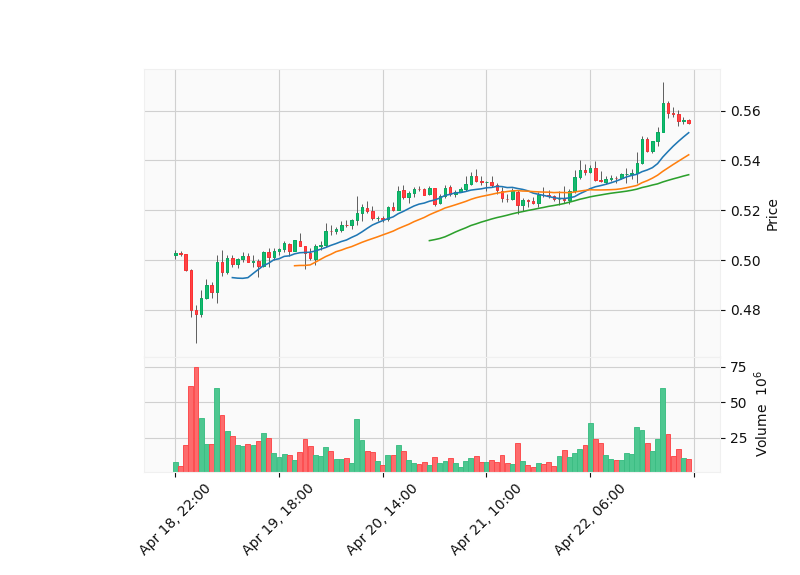 0.56
0.54
0.52
0.50
0.48
Price
75
50
25
Volume 10^6
Apr 18, 22:00
Apr 19, 18:00
Apr 20, 14:00
Apr 21, 10:00
Apr 22, 06:00